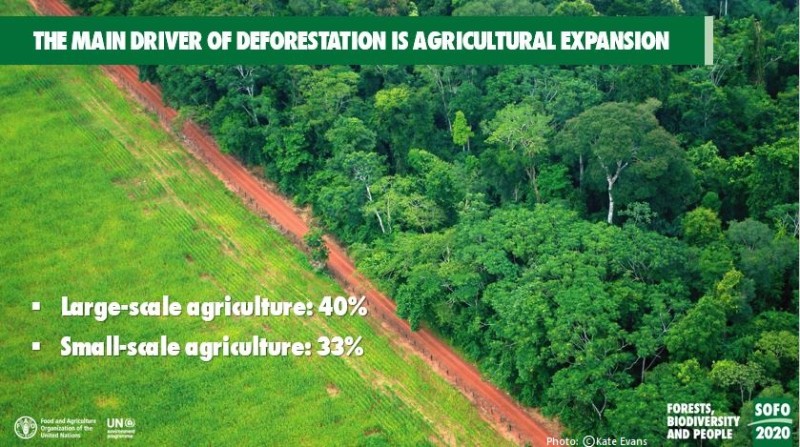 THE MAIN DRIVER OF DEFORESTATION IS AGRICULTURAL EXPANSION
▪ Large-scale agriculture: 40%
▪ Small-scale agriculture: 33%
Food and Agriculture
Organization of the
United Nations
UN
environment
programme
Photo: ©Kate Evans
FORESTS,
BIODIVERSITY
AND PEOPLE
SOFO
2020